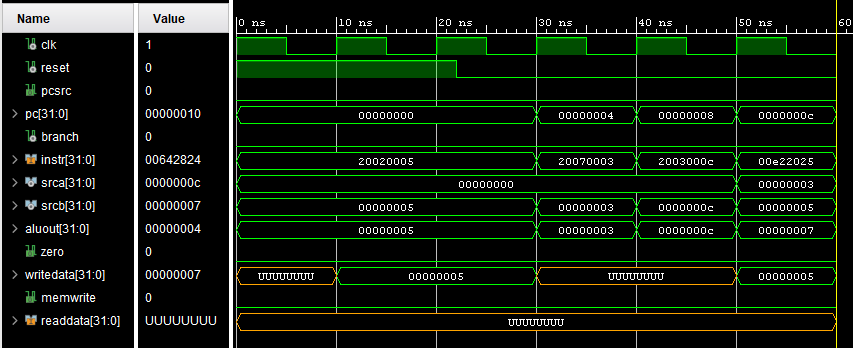 Name Value 0 ns 10 ns 20 ns 30 ns 40 ns 50 ns 60
clk 1
reset 0
pcsrc 0
pc[31:0] 00000010 00000000 00000004 00000008 0000000c
branch 0
instr[31:0] 00642824 20020005 20070003 2003000c 00e22025
srca[31:0] 0000000c 00000000 00000003
srcb[31:0] 00000007 00000005 00000003 0000000c 00000005
aluout[31:0] 00000004 00000005 00000003 0000000c 00000007
zero 0
writedata[31:0] 00000007 UUUUUUUU 00000005 UUUUUUUU 00000005
memwrite 0
readdata[31:0] UUUUUUUU UUUUUUUU